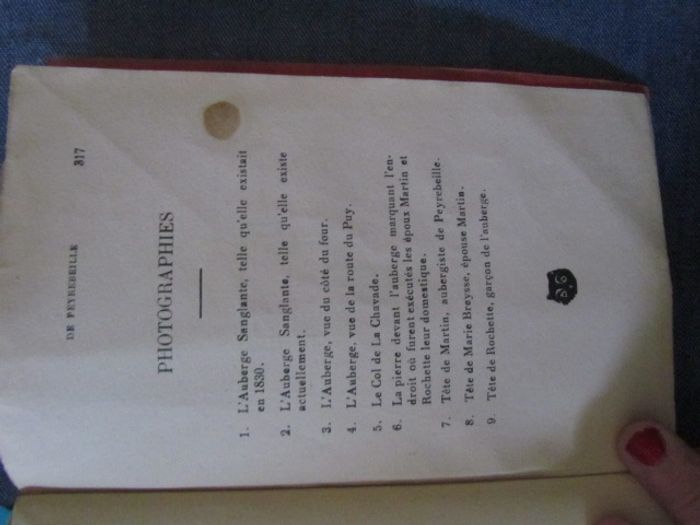 DE PEYREBEILLE 317
PHOTOGRAPHIES
1. L'Auberge Sanglante, telle qu'elle existait
en 1830.
2. L'Auberge Sanglante, telle qu'elle existe
actuellement.
3. L'Auberge, vue du côté du four.
4. L'Auberge, vue de la route du Puy.
5. Le Col de La Chavade.
6. La pierre devant l'auberge marquant l'en-
droit où furent exécutés les époux Martin et
Rochette leur domestique.
7. Tête de Martin, aubergiste de Peyrebeille.
8. Tête de Marie Breysse, épouse Martin.
9. Tête de Rochette, garçon de l'auberge.